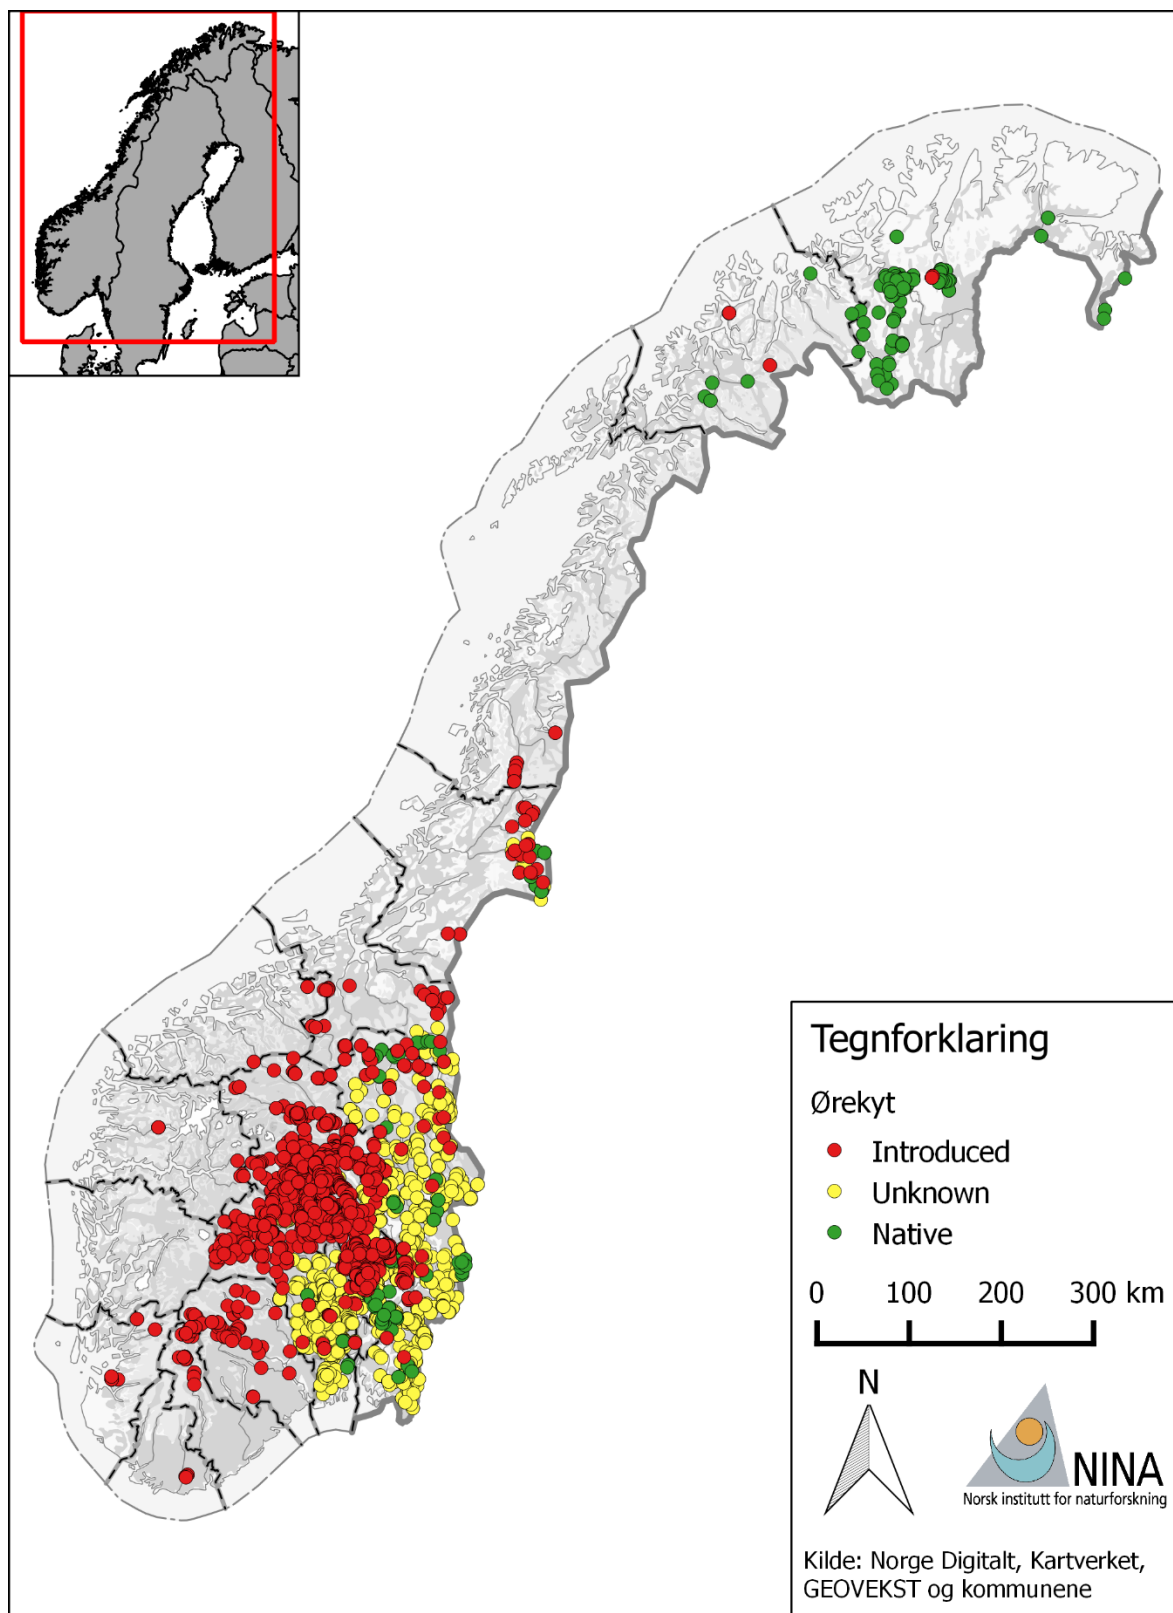 Tegnforklaring
Ørekyt
Introduced
Unknown
Native
0 100 200 300 km
N
NINA
Norsk institutt for naturforskning
Kilde: Norge Digitalt, Kartverket,
GEOVEKST og kommunene